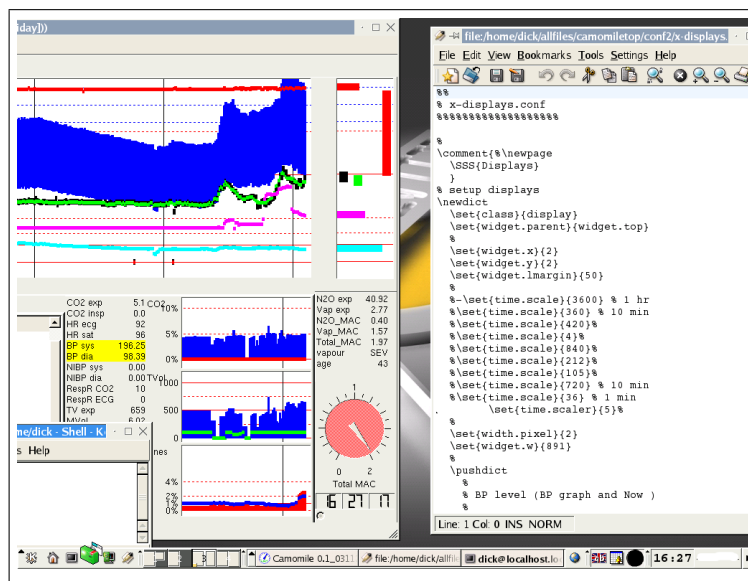 iday]))
file:/home/dick/allfiles/camomiletop/conf2/x-displays.
File Edit View Bookmarks Tools Settings Help
%%
% x-displays.conf
%%%%%%%%%%%%%%%%%%%
%
\comment{%\newpage
\SSS{Displays}
}
% setup displays
\newdict
\set{class}{display}
\set{widget.parent}{widget.top}
%
\set{widget.x}{2}
\set{widget.y}{2}
\set{widget.lmargin}{50}
%
%-\set{time.scale}{3600} % 1 hr
%\set{time.scale}{360} % 10 min
%\set{time.scale}{420}%
%\set{time.scale}{4}%
%\set{time.scale}{840}%
%\set{time.scale}{212}%
%\set{time.scale}{105}%
%\set{time.scale}{720} % 10 min
%\set{time.scale}{36} % 1 min
\set{time.scaler}{5}%
%
\set{width.pixel}{2}
\set{widget.w}{891}
%
\pushdict
%
% BP level (BP graph and Now )
%
Line: 1 Col: 0 INS NORM
CO2 exp 5.1
CO2 insp 0.0
HR ecg 92
HR sat 96
BP sys 196.25
BP dia 98.39
NIBP sys 0.00
NIBP dia 0.00
RespR CO2 10
RespR ECG 0
TV exp 659
MVol 6.02
CO2
10%
5%
0%
TVol
1000
500
0
nes
4%
2%
1%
0%
N2O exp 40.92
Vap exp 2.77
N2O_MAC 0.40
Vap_MAC 1.57
Total_MAC 1.97
vapour SEV
age 43
1
0 2
Total MAC
16 27 17
me/dick - Shell - K
s Help
3
Camomile 0.1_0311
file:/home/dick/allfil
dick@localhost.lo
16:27